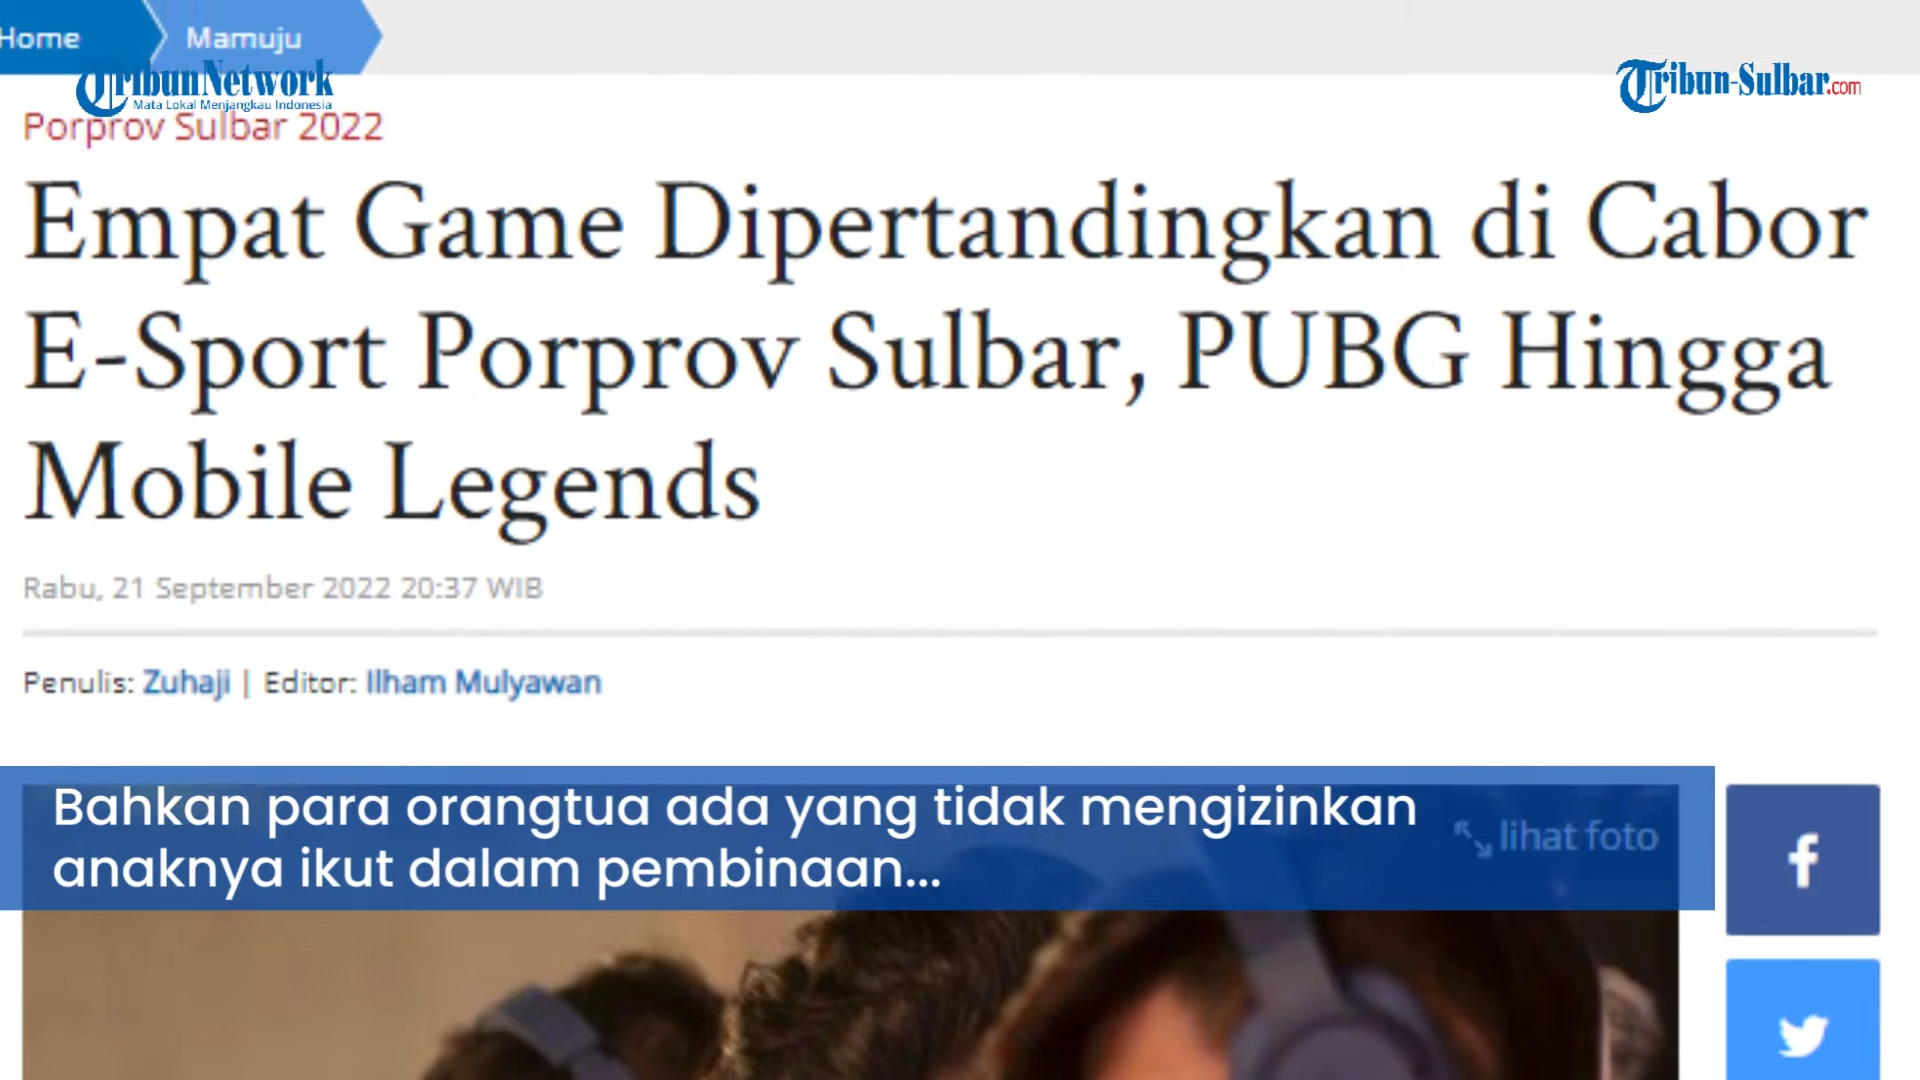 Home
Mamuju
TribunNetwork
Mata Lokal Menjangkau Indonesia
Tribun-Sulbar.com
Porprov Sulbar 2022
Empat Game Dipertandingkan di Cabor
E-Sport Porprov Sulbar, PUBG Hingga
Mobile Legends
Rabu, 21 September 2022 20:37 WIB
Penulis: Zuhaji | Editor: Ilham Mulyawan
Bahkan para orangtua ada yang tidak mengizinkan
anaknya ikut dalam pembinaan...
lihat foto